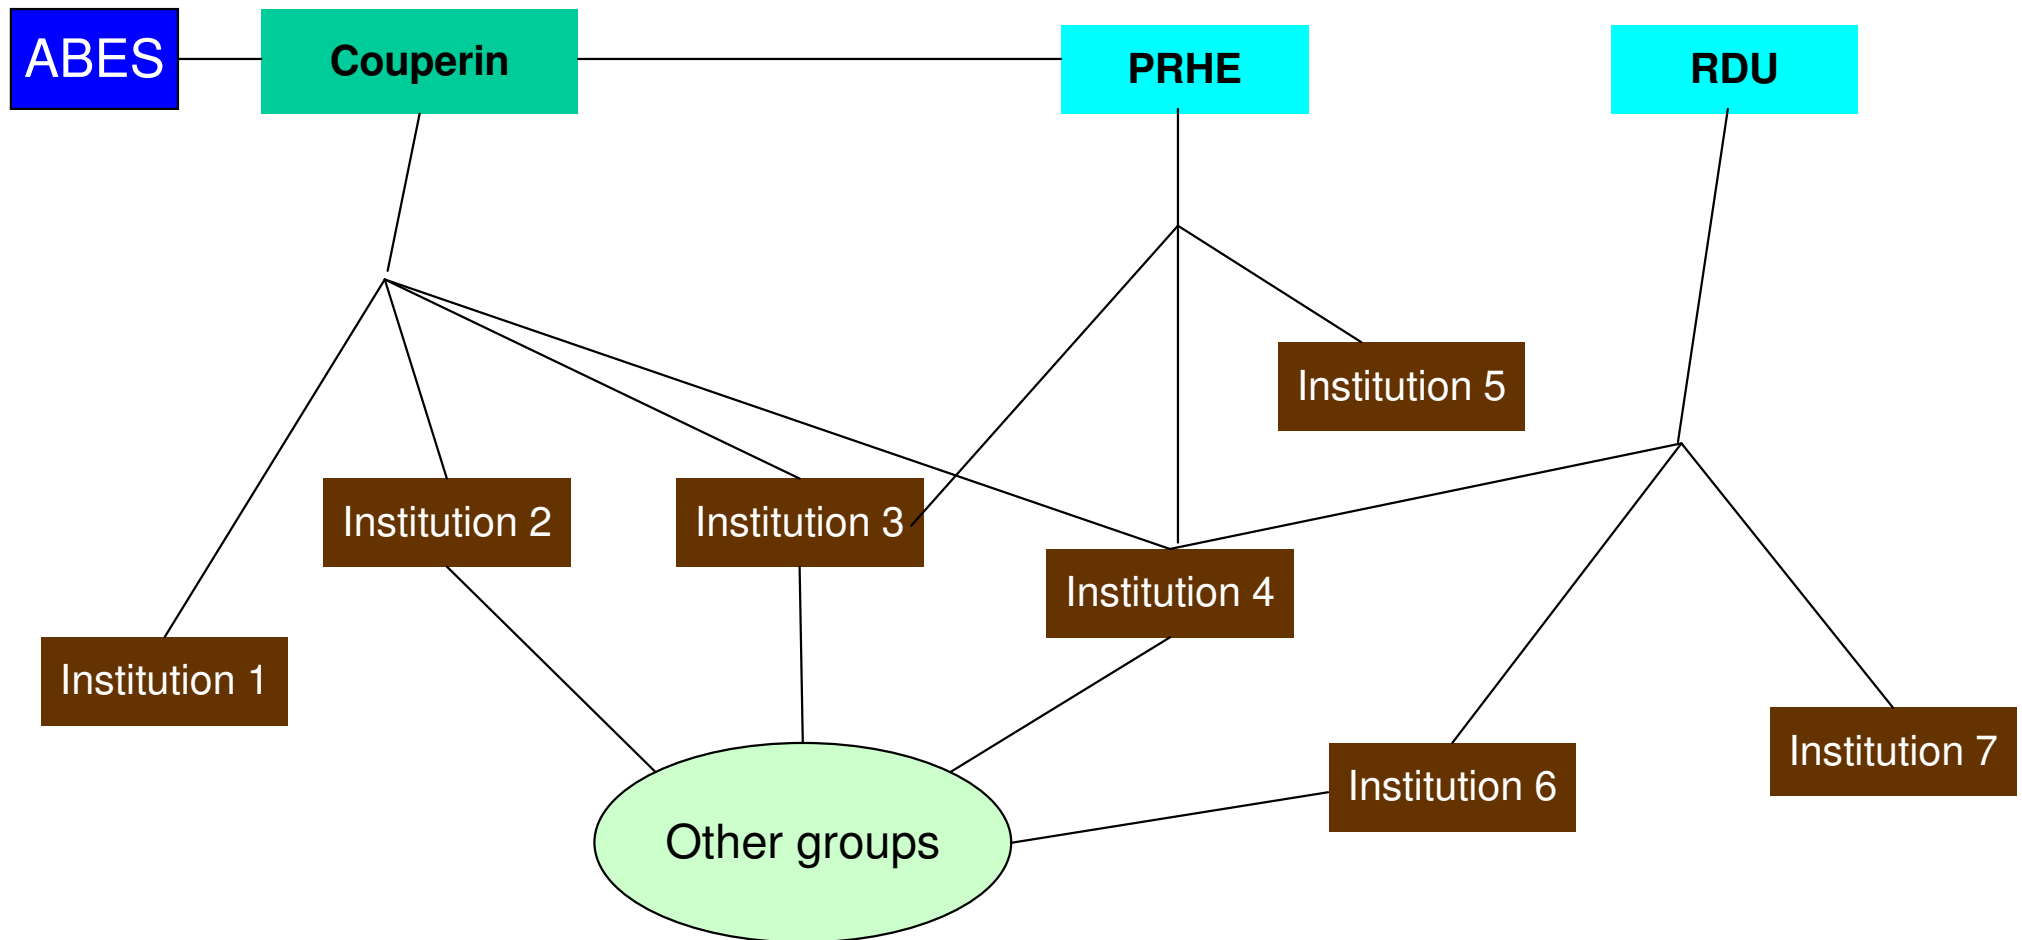 ABES
Couperin
PRHE
RDU
Institution 5
Institution 2
Institution 3
Institution 4
Institution 1
Institution 7
Institution 6
Other groups